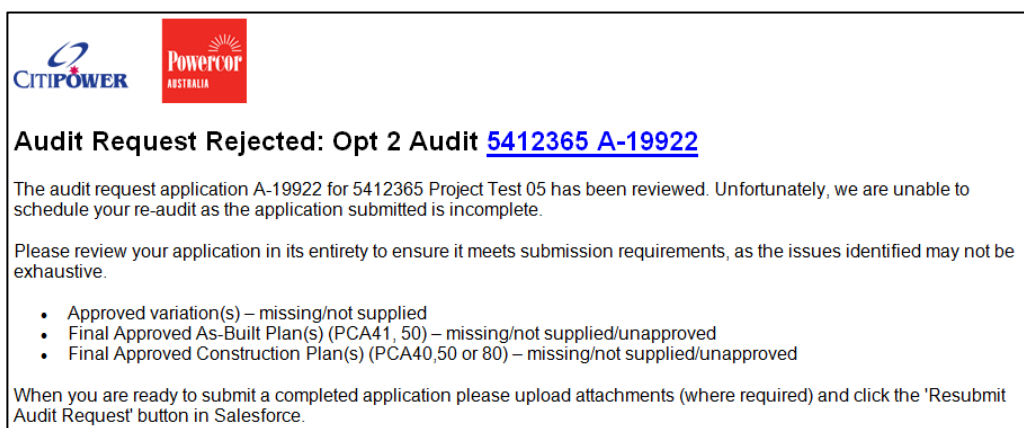 CITIPOWER
Powercor
AUSTRALIA
Audit Request Rejected: Opt 2 Audit 5412365 A-19922
The audit request application A-19922 for 5412365 Project Test 05 has been reviewed. Unfortunately, we are unable to
schedule your re-audit as the application submitted is incomplete.
Please review your application in its entirety to ensure it meets submission requirements, as the issues identified may not be
exhaustive.
• Approved variation(s) – missing/not supplied
• Final Approved As-Built Plan(s) (PCA41, 50) – missing/not supplied/unapproved
• Final Approved Construction Plan(s) (PCA40,50 or 80) – missing/not supplied/unapproved
When you are ready to submit a completed application please upload attachments (where required) and click the 'Resubmit
Audit Request' button in Salesforce.